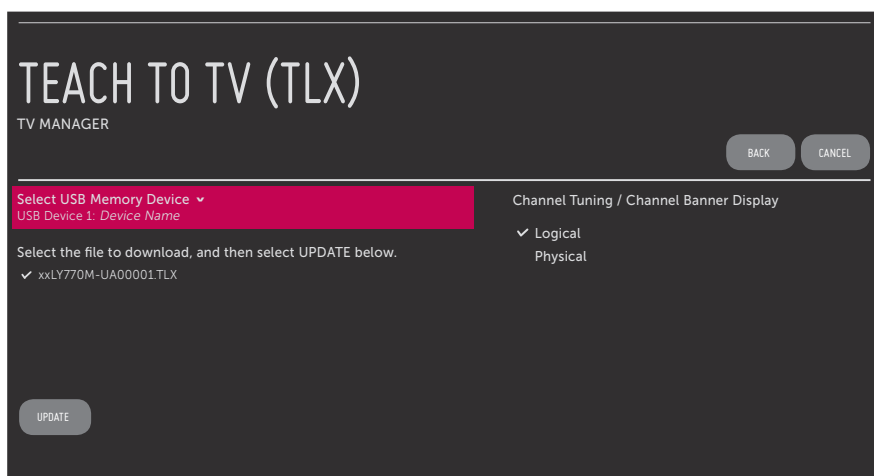 TEACH TO TV (TLX)
TV MANAGER
BACK
CANCEL
Select USB Memory Device
USB Device 1: Device Name
Select the file to download, and then select UPDATE below.
xxLY770M-UA00001.TLX
Channel Tuning / Channel Banner Display
Logical
Physical
UPDATE